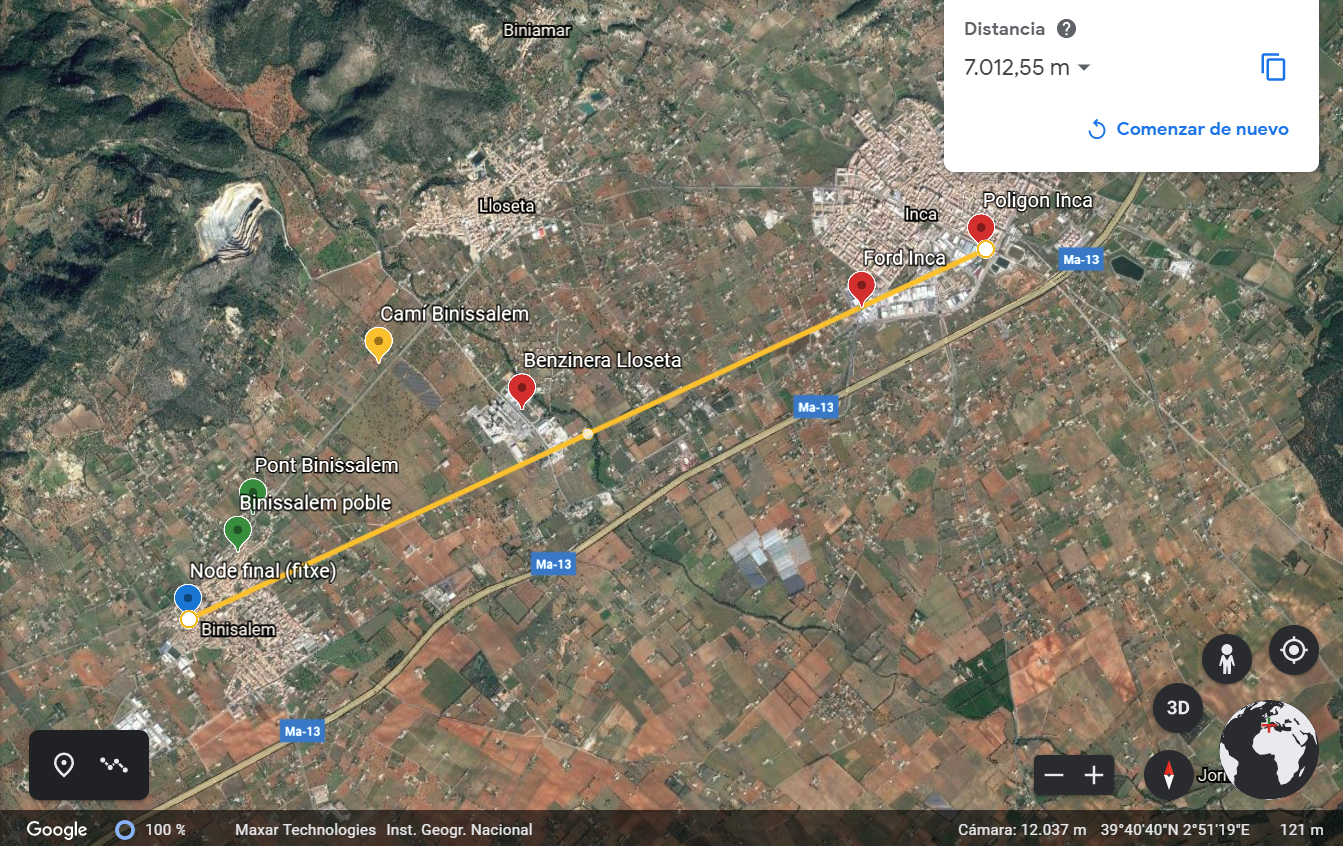 Biniamar
Distancia ?
7.012,55 m
Comenzar de nuevo
Lloseta
Poligon Inca
Inca
Ford Inca
Ma-13
Camí Binissalem
Benzinera Lloseta
Ma-13
Pont Binissalem
Binissalem poble
Ma-13
Node final (fitxe)
Binisalem
3D
Ma-13
Google
100 %
Maxar Technologies Inst. Geogr. Nacional
Cámara: 12.037 m 39°40'40"N 2°51'19"E 121 m